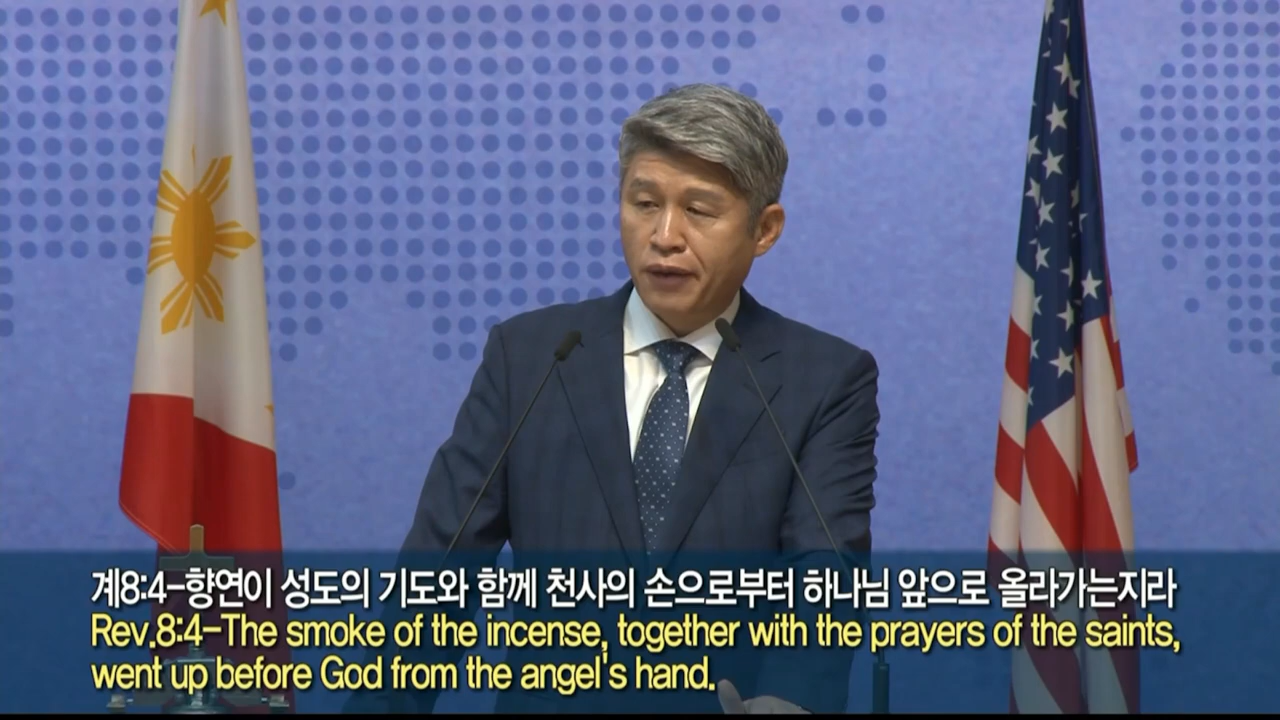 계8:4-향연이 성도의 기도와 함께 천사의 손으로부터 하나님 앞으로 올라가는지라
Rev.8:4-The smoke of the incense, together with the prayers of the saints,
went up before God from the angel's hand.